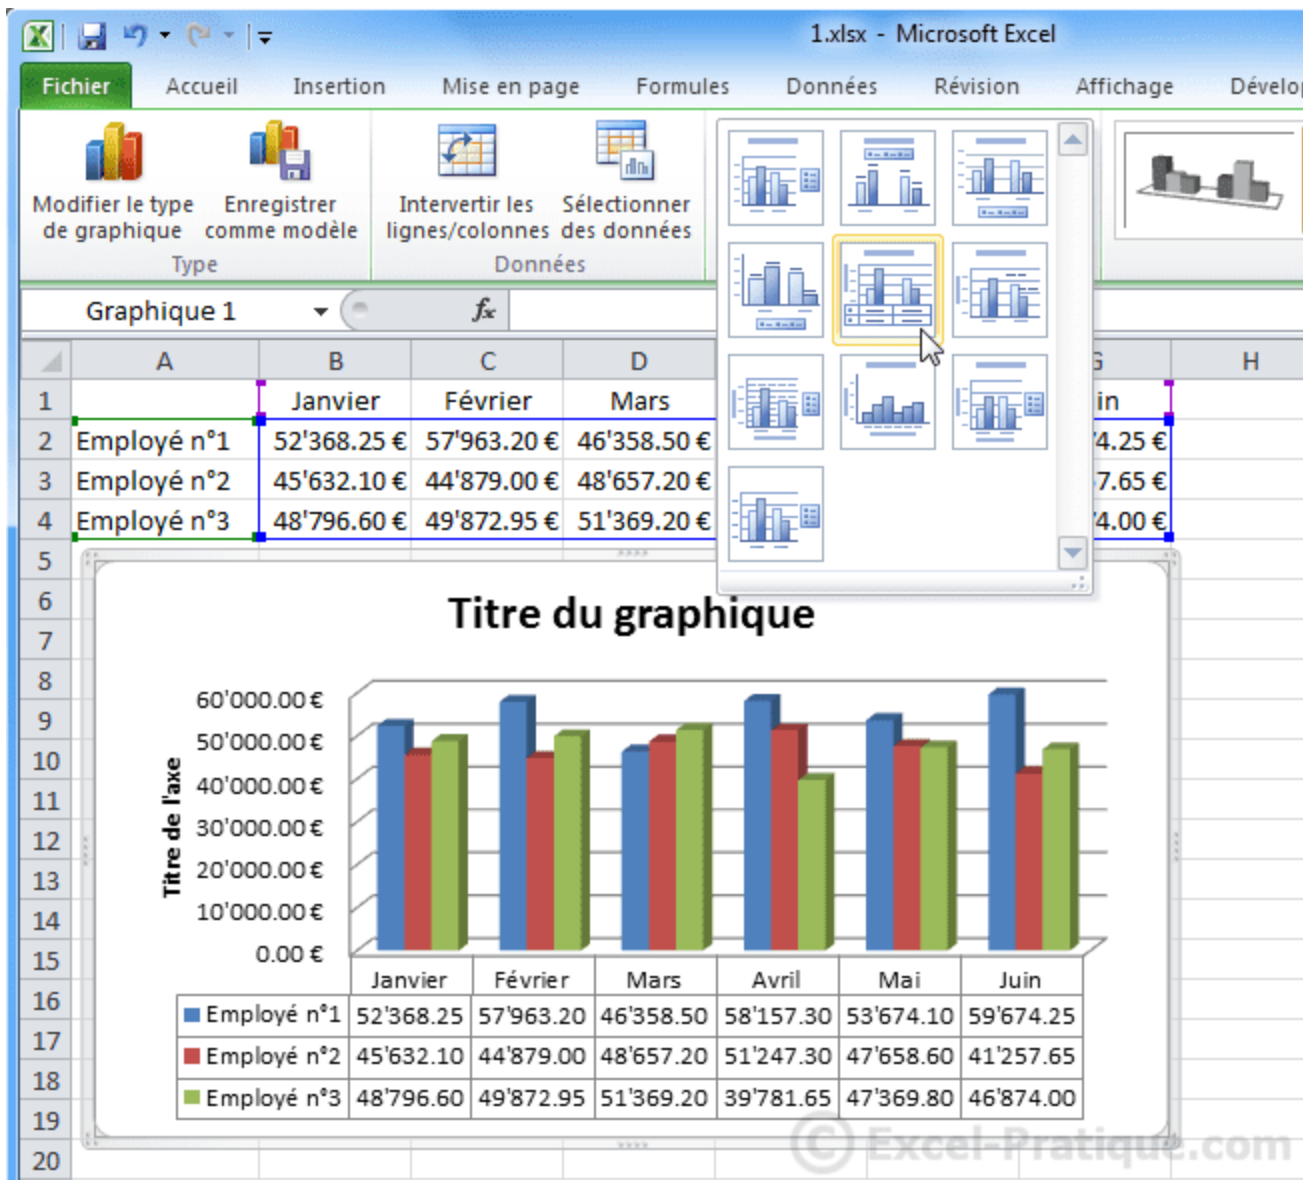 1.xlsx - Microsoft Excel
Fichier Accueil Insertion Mise en page Formules Données Révision Affichage Dévelop
Modifier le type de graphique
Enregistrer comme modèle
Intervertir les lignes/colonnes
Sélectionner des données
Type Données
Graphique 1 fx
A B C D G H
1 Janvier Février Mars in
2 Employé n°1 52'368.25 € 57'963.20 € 46'358.50 € 4.25 €
3 Employé n°2 45'632.10 € 44'879.00 € 48'657.20 € 7.65 €
4 Employé n°3 48'796.60 € 49'872.95 € 51'369.20 € 4.00 €
5
6
7
8
9
10
11
12
13
14
15
16
17
18
19
20
Titre du graphique
Titre de l'axe
60'000.00 €
50'000.00 €
40'000.00 €
30'000.00 €
20'000.00 €
10'000.00 €
0.00 €
Janvier Février Mars Avril Mai Juin
Employé n°1 52'368.25 57'963.20 46'358.50 58'157.30 53'674.10 59'674.25
Employé n°2 45'632.10 44'879.00 48'657.20 51'247.30 47'658.60 41'257.65
Employé n°3 48'796.60 49'872.95 51'369.20 39'781.65 47'369.80 46'874.00
© Excel-Pratique.com